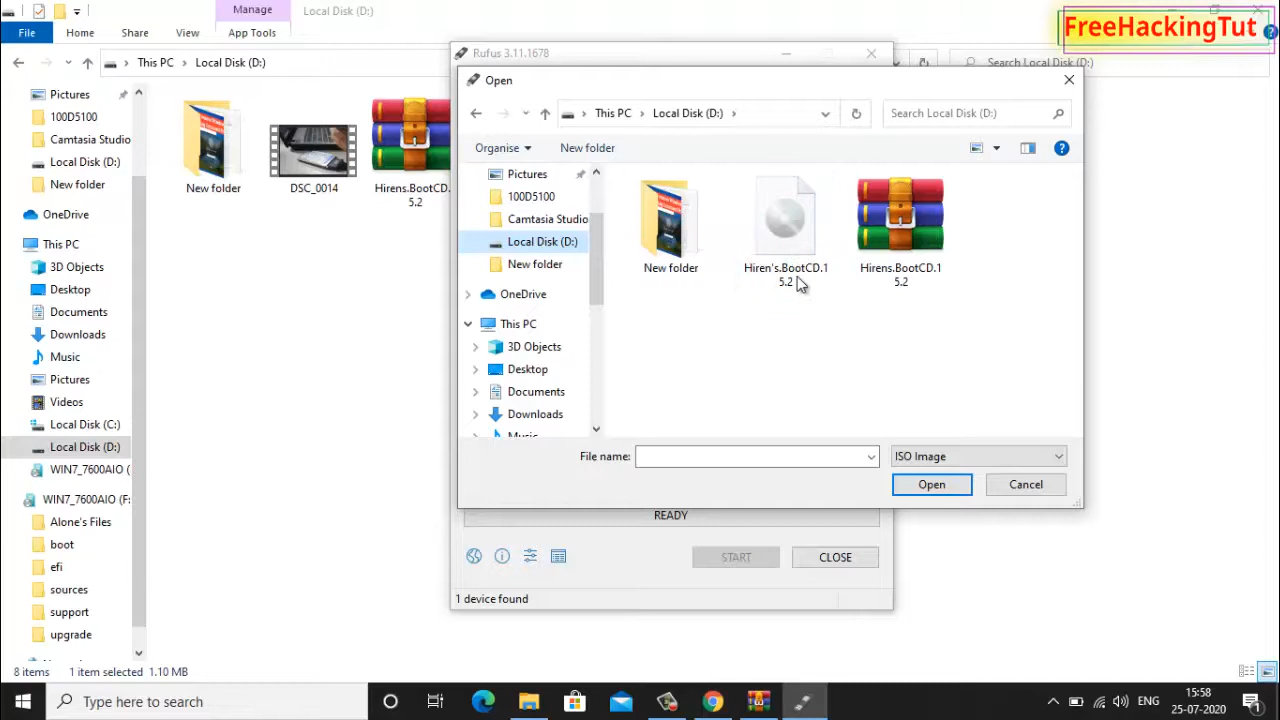 Manage
Local Disk (D:)
FreeHackingTut
File
Home
Share
View
App Tools
This PC
Local Disk (D:)
Search Local Disk (D:)
Pictures
100D5100
Camtasia Studio
Local Disk (D:)
New folder
OneDrive
This PC
3D Objects
Desktop
Documents
Downloads
Music
Pictures
Videos
Local Disk (C:)
Local Disk (D:)
WIN7_7600AIO (
WIN7_7600AIO (F:
Alone's Files
boot
efi
sources
support
upgrade
New folder
DSC_0014
Hirens.BootCD.
5.2
8 items
1 item selected 1.10 MB
Rufus 3.11.1678
Open
This PC
Local Disk (D:)
Search Local Disk (D:)
Organise
New folder
Pictures
100D5100
Camtasia Studio
Local Disk (D:)
New folder
OneDrive
This PC
3D Objects
Desktop
Documents
Downloads
Music
New folder
Hiren's.BootCD.1
5.2
Hirens.BootCD.1
5.2
File name:
ISO Image
Open
Cancel
READY
START
CLOSE
1 device found
Type here to search
ENG
15:58
25-07-2020